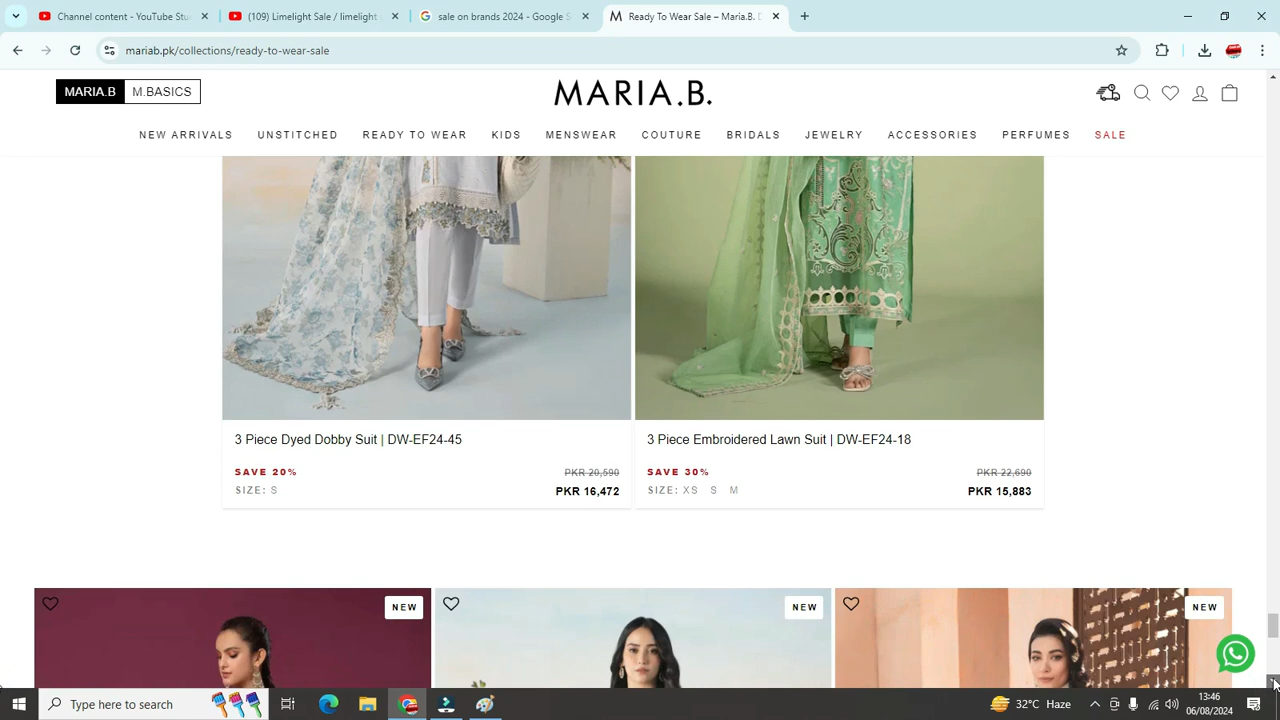 Channel content - YouTube Stu
(109) Limelight Sale / limelight
sale on brands 2024 - Google S
Ready To Wear Sale – Maria.B. D
mariab.pk/collections/ready-to-wear-sale
MARIA.B
M.BASICS
MARIA.B.
NEW ARRIVALS
UNSTITCHED
READY TO WEAR
KIDS
MENSWEAR
COUTURE
BRIDALS
JEWELRY
ACCESSORIES
PERFUMES
SALE
3 Piece Dyed Dobby Suit | DW-EF24-45
SAVE 20%
PKR 20,590
SIZE: S
PKR 16,472
3 Piece Embroidered Lawn Suit | DW-EF24-18
SAVE 30%
PKR 22,690
SIZE: XS S M
PKR 15,883
NEW
NEW
NEW
Type here to search
32°C Haze
13:46
06/08/2024